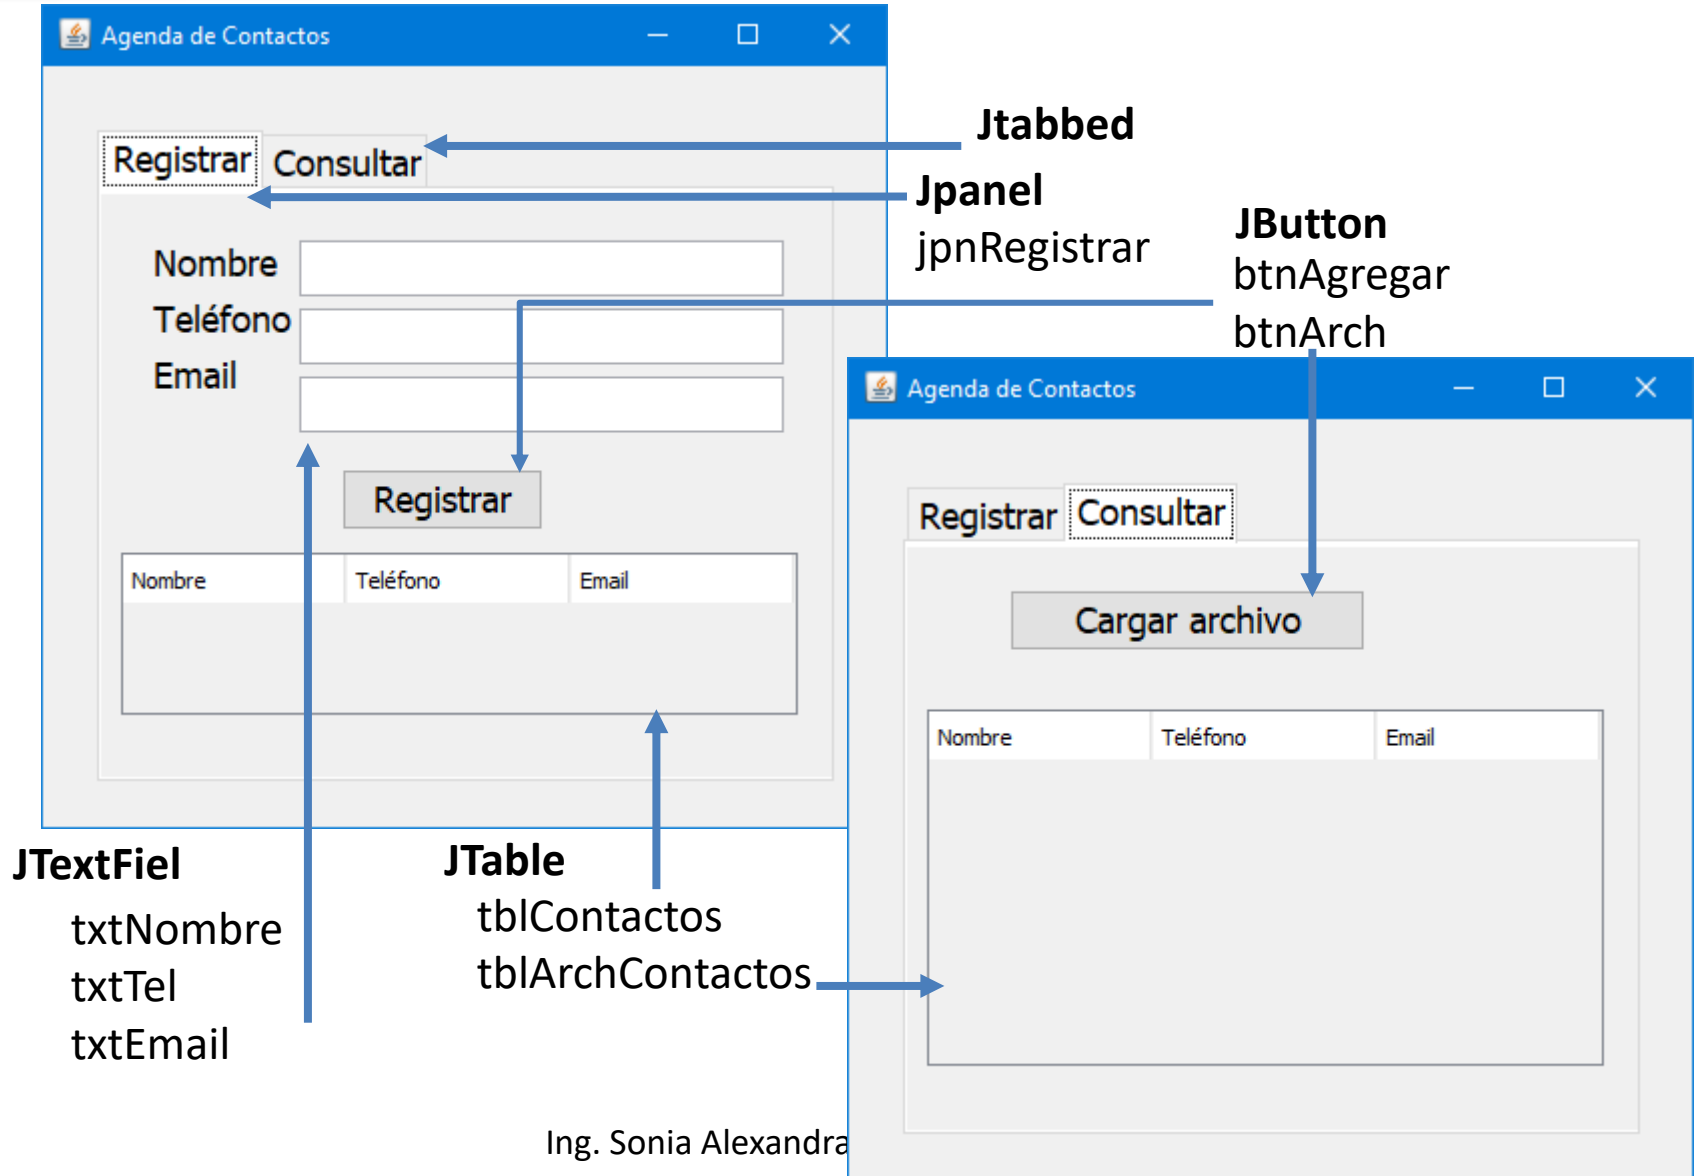 Agenda de Contactos
Registrar Consultar
Nombre
Teléfono
Email
Registrar
Nombre Teléfono Email
Jtabbed
Jpanel
jpnRegistrar
JButton
btnAgregar
btnArch
Agenda de Contactos
Registrar Consultar
Cargar archivo
Nombre Teléfono Email
JTextFiel
txtNombre
txtTel
txtEmail
JTable
tblContactos
tblArchContactos
Ing. Sonia Alexandra